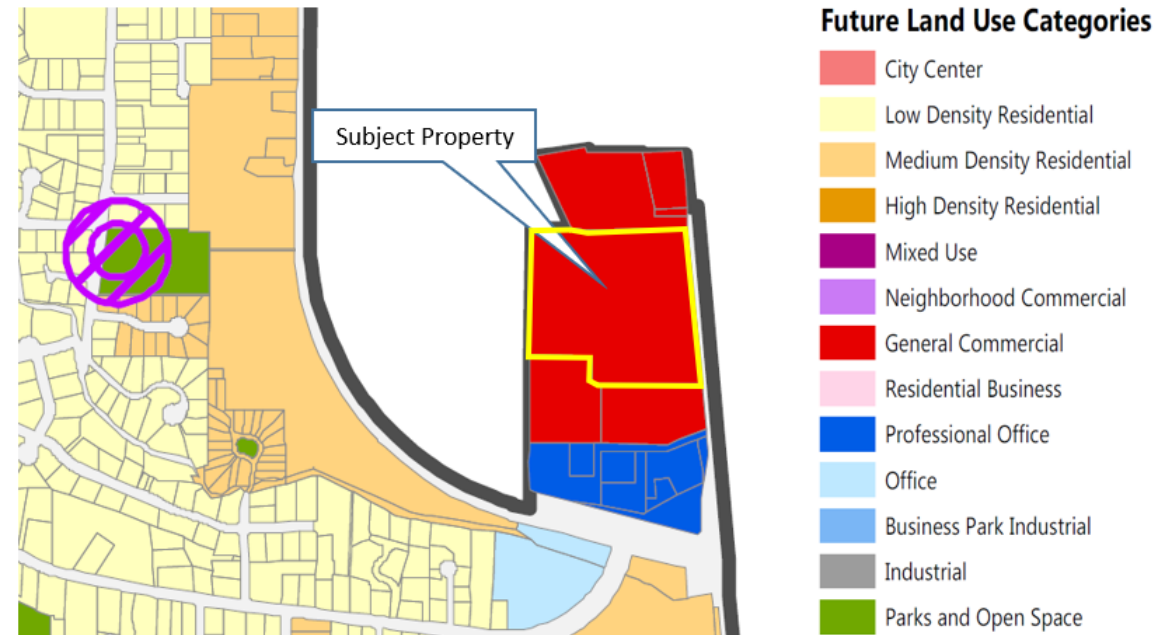 Future Land Use Categories
City Center
Low Density Residential
Subject Property
Medium Density Residential
High Density Residential
Mixed Use
Neighborhood Commercial
General Commercial
Residential Business
Professional Office
Office
Business Park Industrial
Industrial
Parks and Open Space